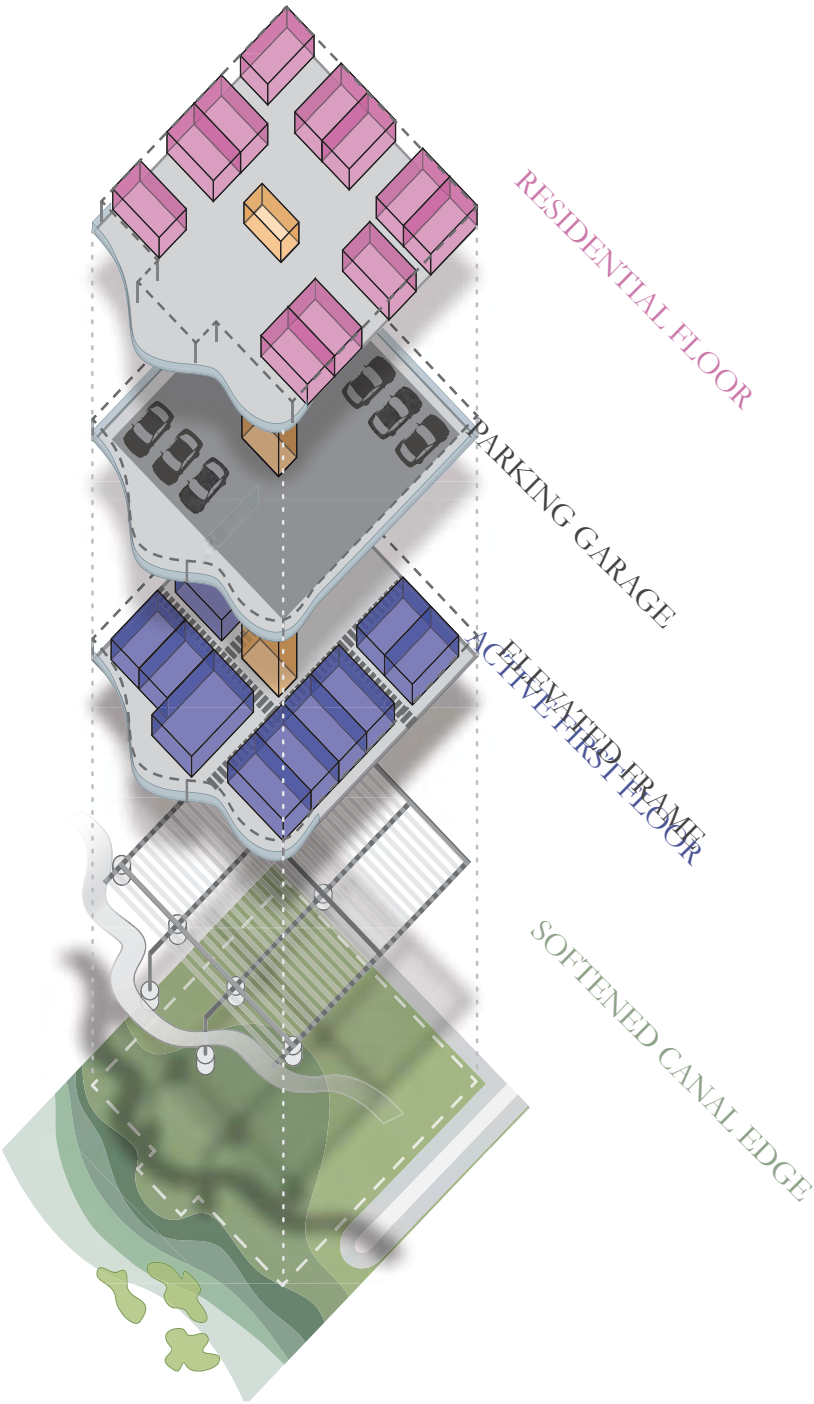 RESIDENTIAL FLOOR
PARKING GARAGE
ACTIVE FIRST FLOOR
ELEVATED FRAME
SOFTENED CANAL EDGE